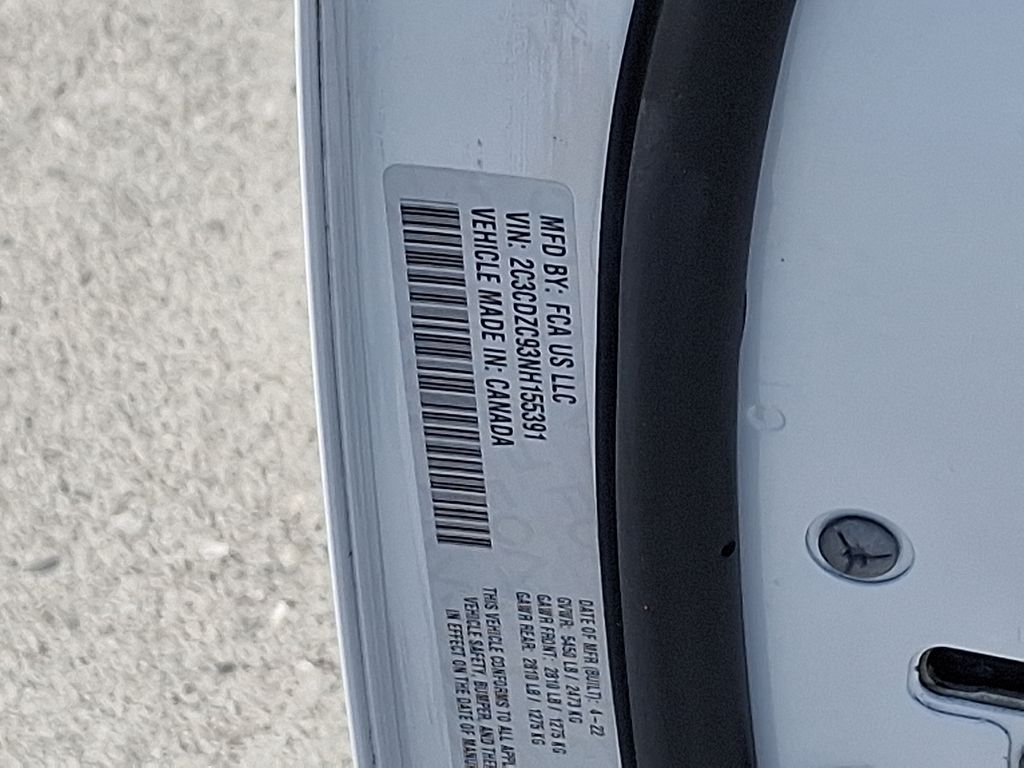 MFD BY: FCA US LLC
VIN: 2C3CDZC93NH155391
VEHICLE MADE IN: CANADA
DATE OF MFR (BUILT): 4-22
GVWR: 5450 LB / 2473 KG
GAWR FRONT: 2810 LB / 1275 KG
GAWR REAR: 2810 LB / 1275 KG
THIS VEHICLE CONFORMS TO ALL APPL
VEHICLE SAFETY, BUMPER, AND THE
IN EFFECT ON THE DATE OF MANU